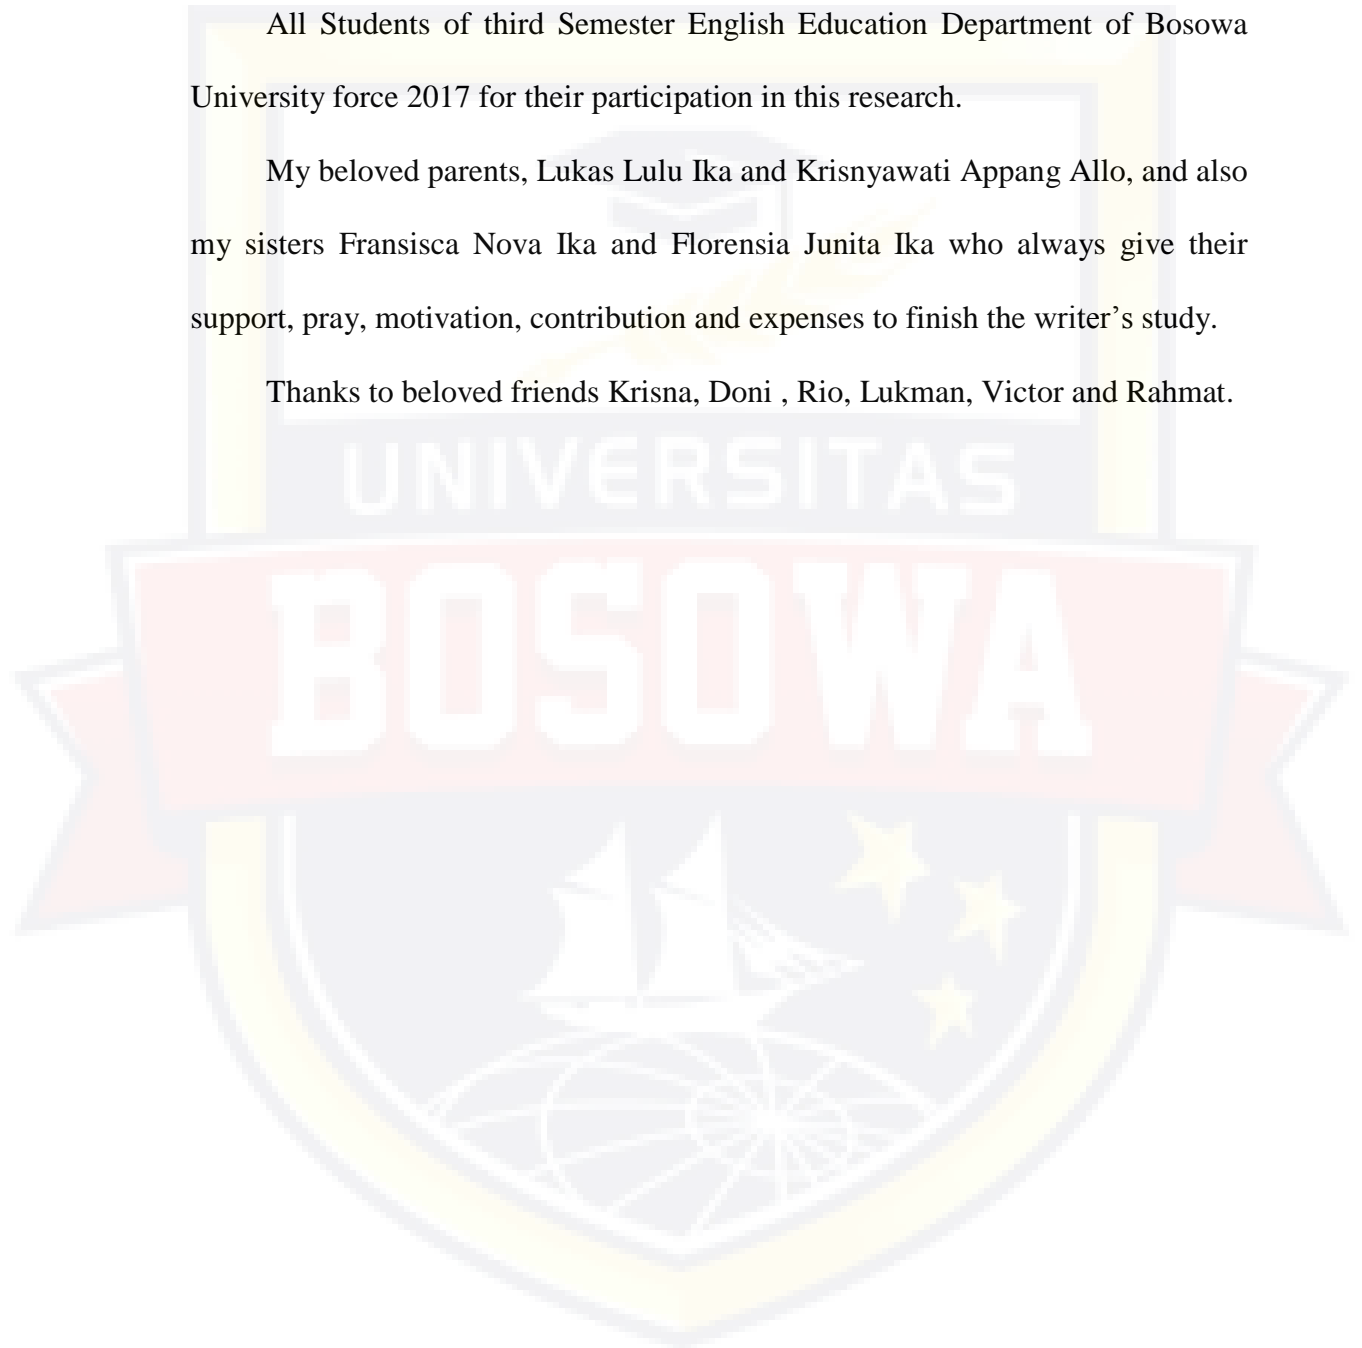 All Students of third Semester English Education Department of Bosowa
University force 2017 for their participation in this research.
My beloved parents, Lukas Lulu Ika and Krisnyawati Appang Allo, and also
my sisters Fransisca Nova Ika and Florensia Junita Ika who always give their
support, pray, motivation, contribution and expenses to finish the writer’s study.
Thanks to beloved friends Krisna, Doni , Rio, Lukman, Victor and Rahmat.
UNIVERSITAS
BOSOWA